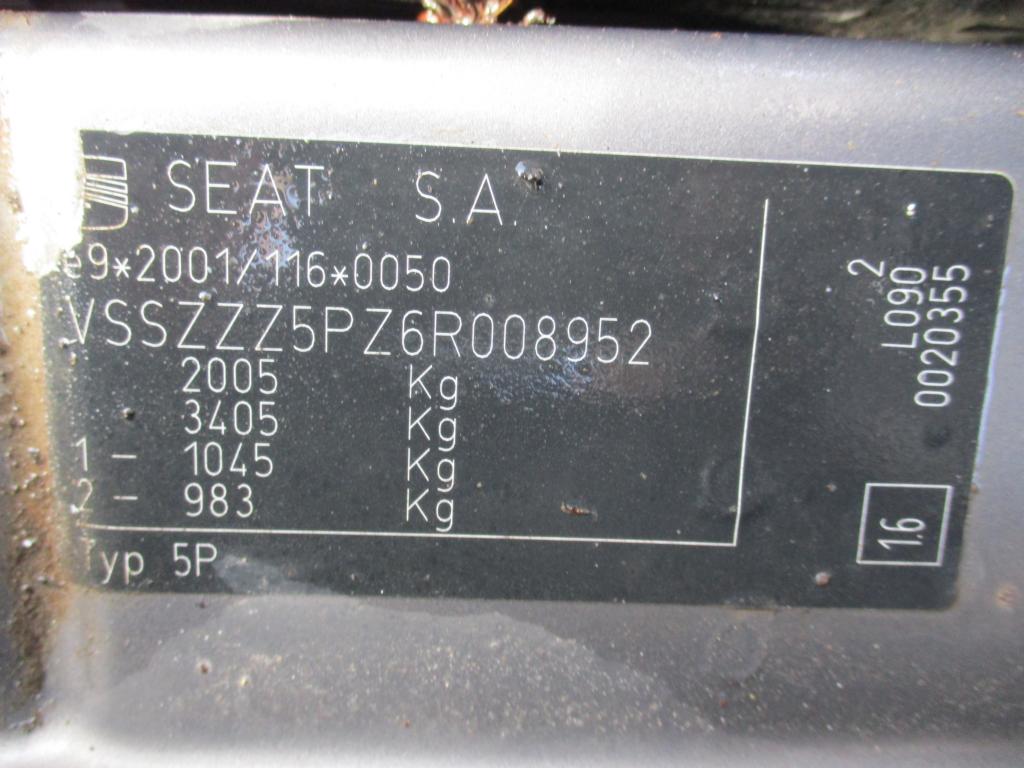 SEAT S.A.
e9*2001/116*0050
VSSZZZ5PZ6R008952
2005 Kg
3405 Kg
1 - 1045 Kg
2 - 983 Kg
Typ 5P
2
L090
0020355
1.6